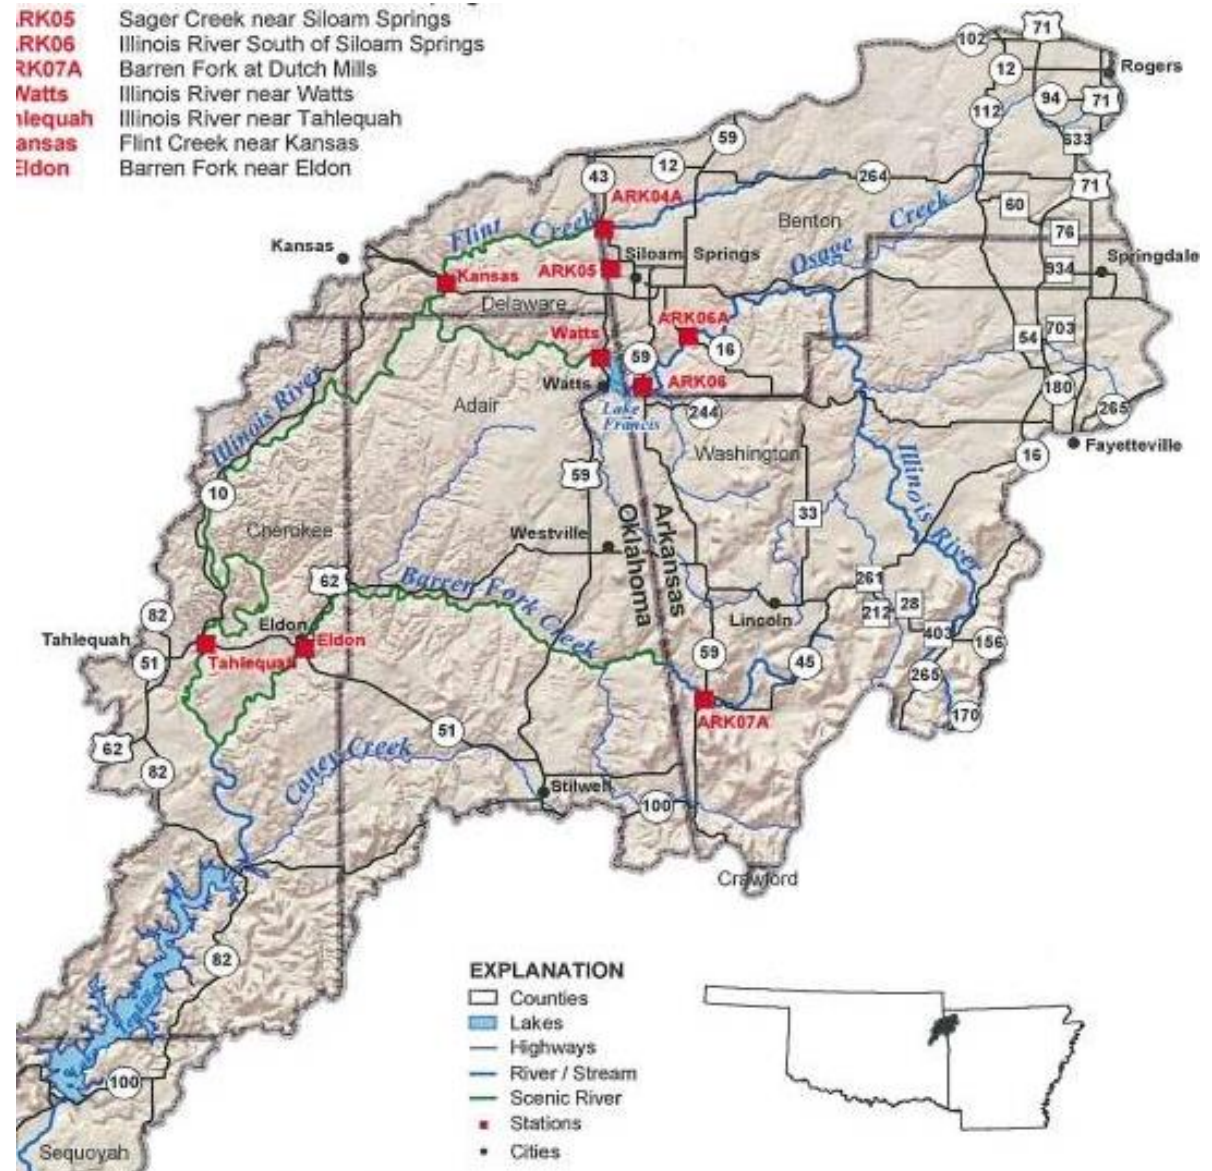 ARK05 Sager Creek near Siloam Springs
ARK06 Illinois River South of Siloam Springs
RK07A Barren Fork at Dutch Mills
Watts Illinois River near Watts
hlequah Illinois River near Tahlequah
ansas Flint Creek near Kansas
Eldon Barren Fork near Eldon
71
102
12
Rogers
94
71
112
633
59
12
43
264
ARK04A
71
60
Benton
Flint Creek
Osage Creek
76
Kansas
Siloam Springs
Springdale
ARK05
934
Kansas
Delaware
ARK06A
Watts
703
54
59
16
Watts
ARK06
180
Adair
Lake
Francis
244
265
Illinois River
Washington
Fayetteville
16
59
10
Illinois River
33
Cherokee
Arkansas
Oklahoma
Westville
62
Barren Fork Creek
261
28
82
212
Lincoln
Eldon
Tahlequah
Eldon
403
156
51
Tahlequah
59
45
265
ARK07A
170
51
62
Caney Creek
82
Stilwell
100
Crawford
82
EXPLANATION
Counties
Lakes
Highways
River / Stream
Scenic River
Stations
Cities
100
Sequoyah